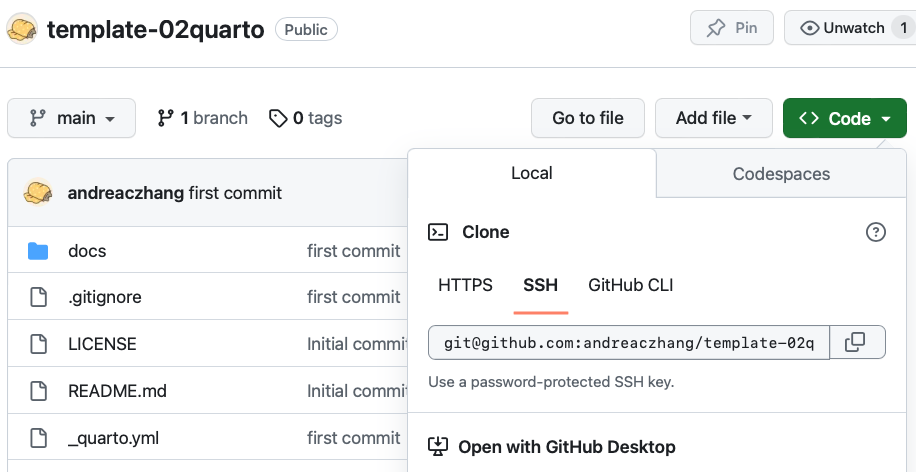 template-02quarto Public Pin Unwatch 1
main 1 branch 0 tags Go to file Add file Code
Local Codespaces
andreaczhang first commit
Clone
docs first commit
HTTPS SSH GitHub CLI
.gitignore first commit
LICENSE Initial commi
git@github.com:andreaczhang/template-02q
Use a password-protected SSH key.
README.md Initial commi
_quarto.yml first commit
Open with GitHub Desktop